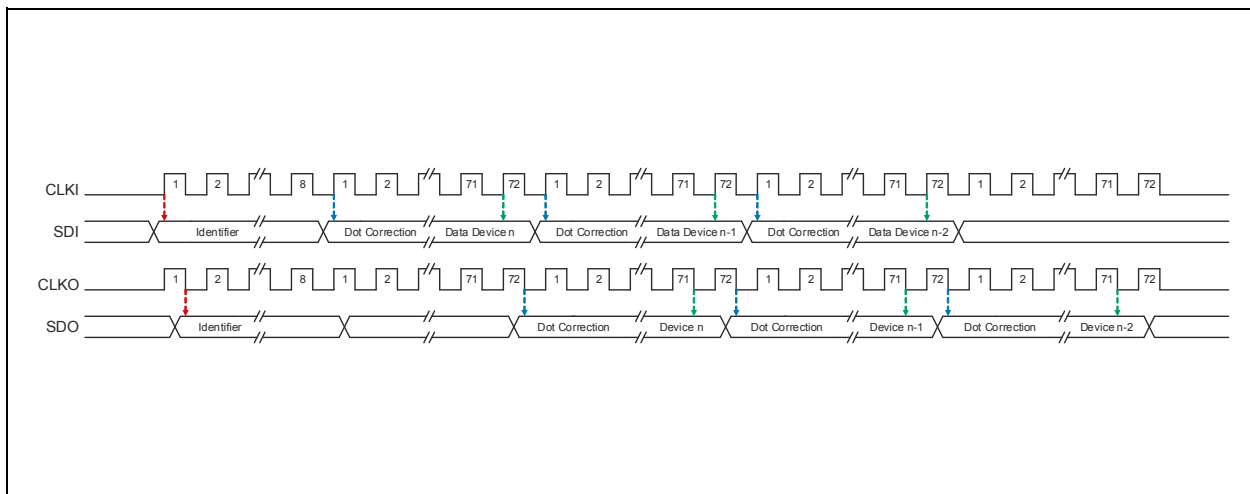 CLKI 1 2 8 1 2 71 72 1 2 71 72 1 2 71 72 1 2 71 72
SDI Identifier Dot Correction Data Device n Dot Correction Data Device n-1 Dot Correction Data Device n-2
CLKO 1 2 8 1 2 71 72 1 2 71 72 1 2 71 72 1 2 71 72
SDO Identifier Dot Correction Device n Dot Correction Device n-1 Dot Correction Device n-2